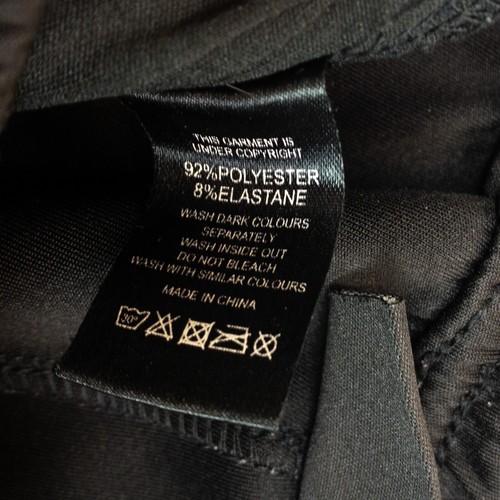 THIS GARMENT IS
UNDER COPYRIGHT
92%POLYESTER
8%ELASTANE
WASH DARK COLOURS
SEPARATELY
WASH INSIDE OUT
DO NOT BLEACH
WASH WITH SIMILAR COLOURS
MADE IN CHINA
30°